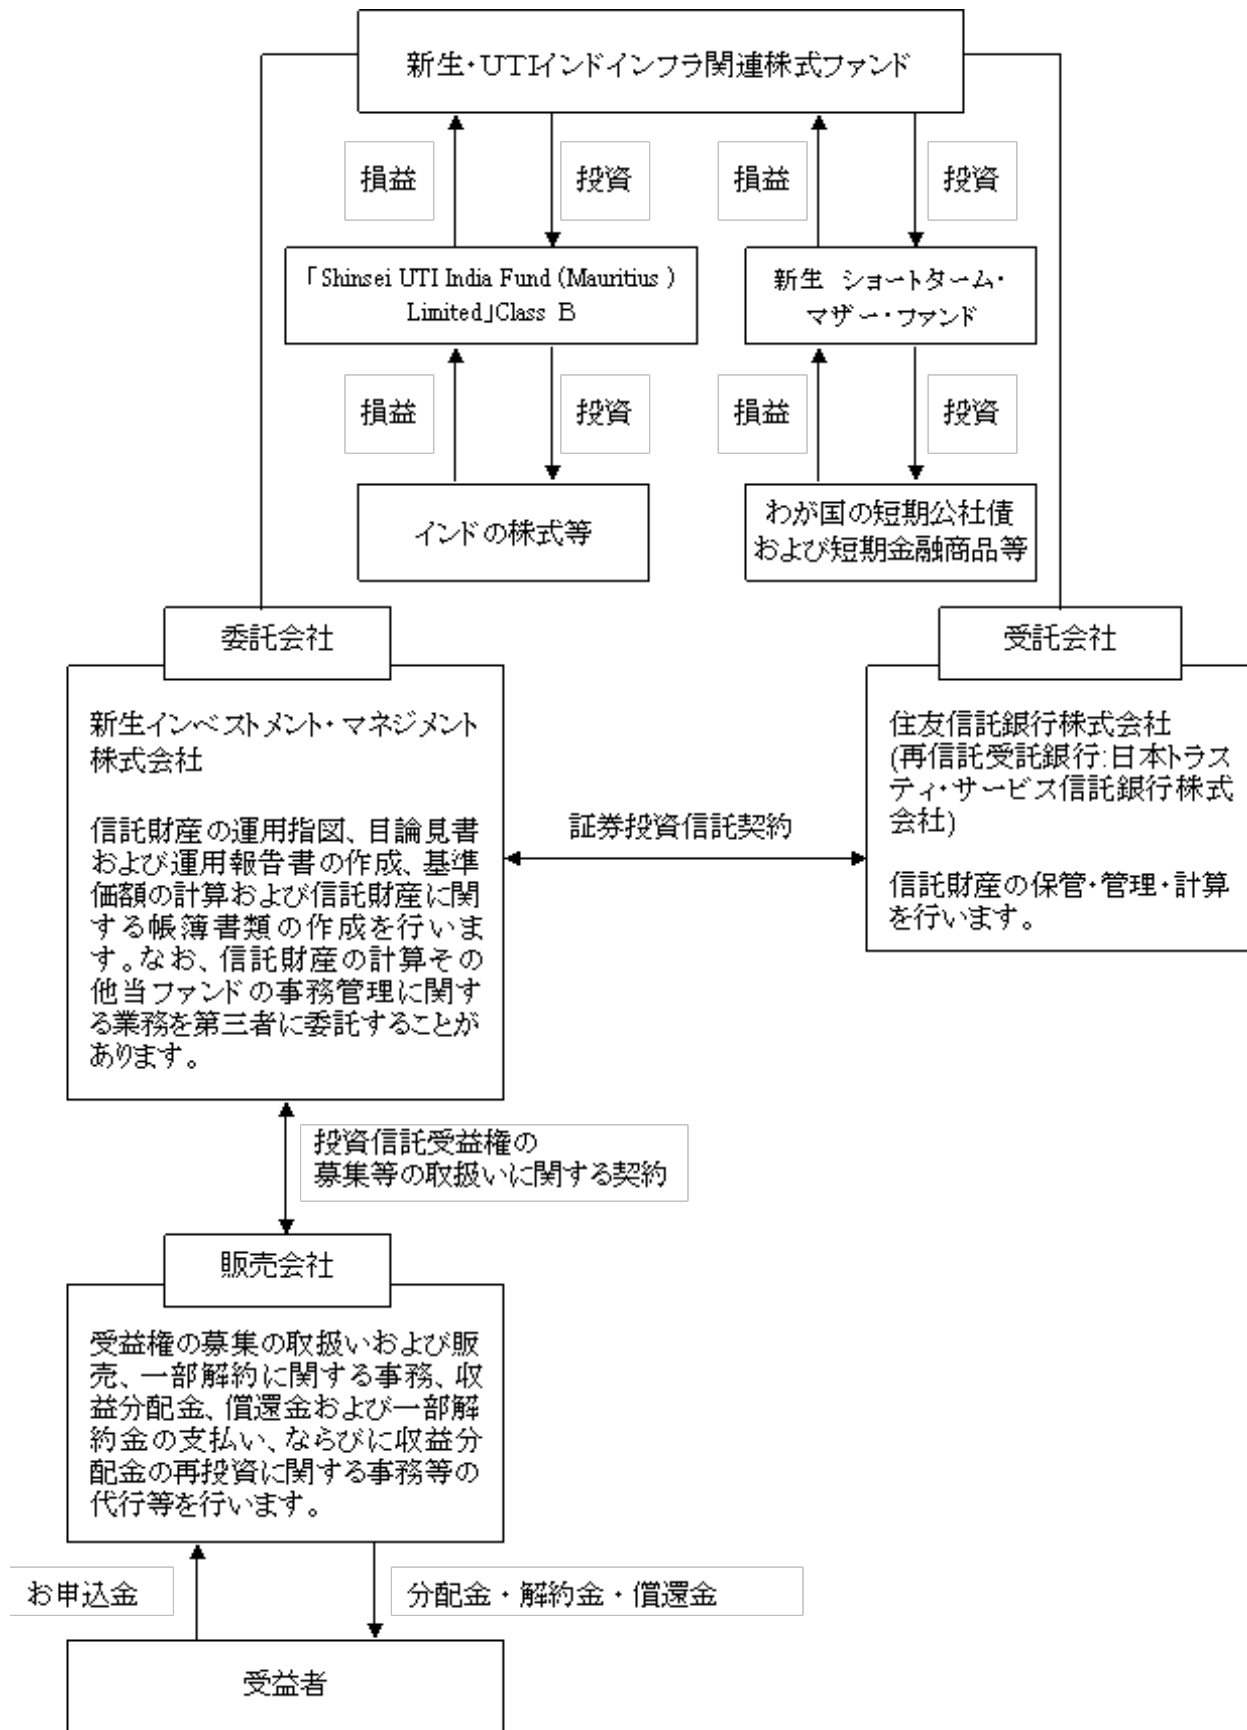 新生・UTIインドインフラ関連株式ファンド
損益
投資
損益
投資
「Shinsei UTI India Fund (Mauritius )
Limited」Class B
新生 ショートターム・
マザー・ファンド
損益
投資
損益
投資
インドの株式等
わが国の短期公社債
および短期金融商品等
委託会社
新生インベストメント・マネジメント
株式会社
信託財産の運用指図、目論見書
および運用報告書の作成、基準
価額の計算および信託財産に関
する帳簿書類の作成を行いま
す。なお、信託財産の計算その
他当ファンドの事務管理に関す
る業務を第三者に委託することが
あります。
証券投資信託契約
受託会社
住友信託銀行株式会社
(再信託受託銀行:日本トラス
ティ・サービス信託銀行株式
会社)
信託財産の保管・管理・計算
を行います。
投資信託受益権の
募集等の取扱いに関する契約
販売会社
受益権の募集の取扱いおよび販
売、一部解約に関する事務、収
益分配金、償還金および一部解
約金の支払い、ならびに収益分
配金の再投資に関する事務等の
代行等を行います。
お申込金
分配金・解約金・償還金
受益者